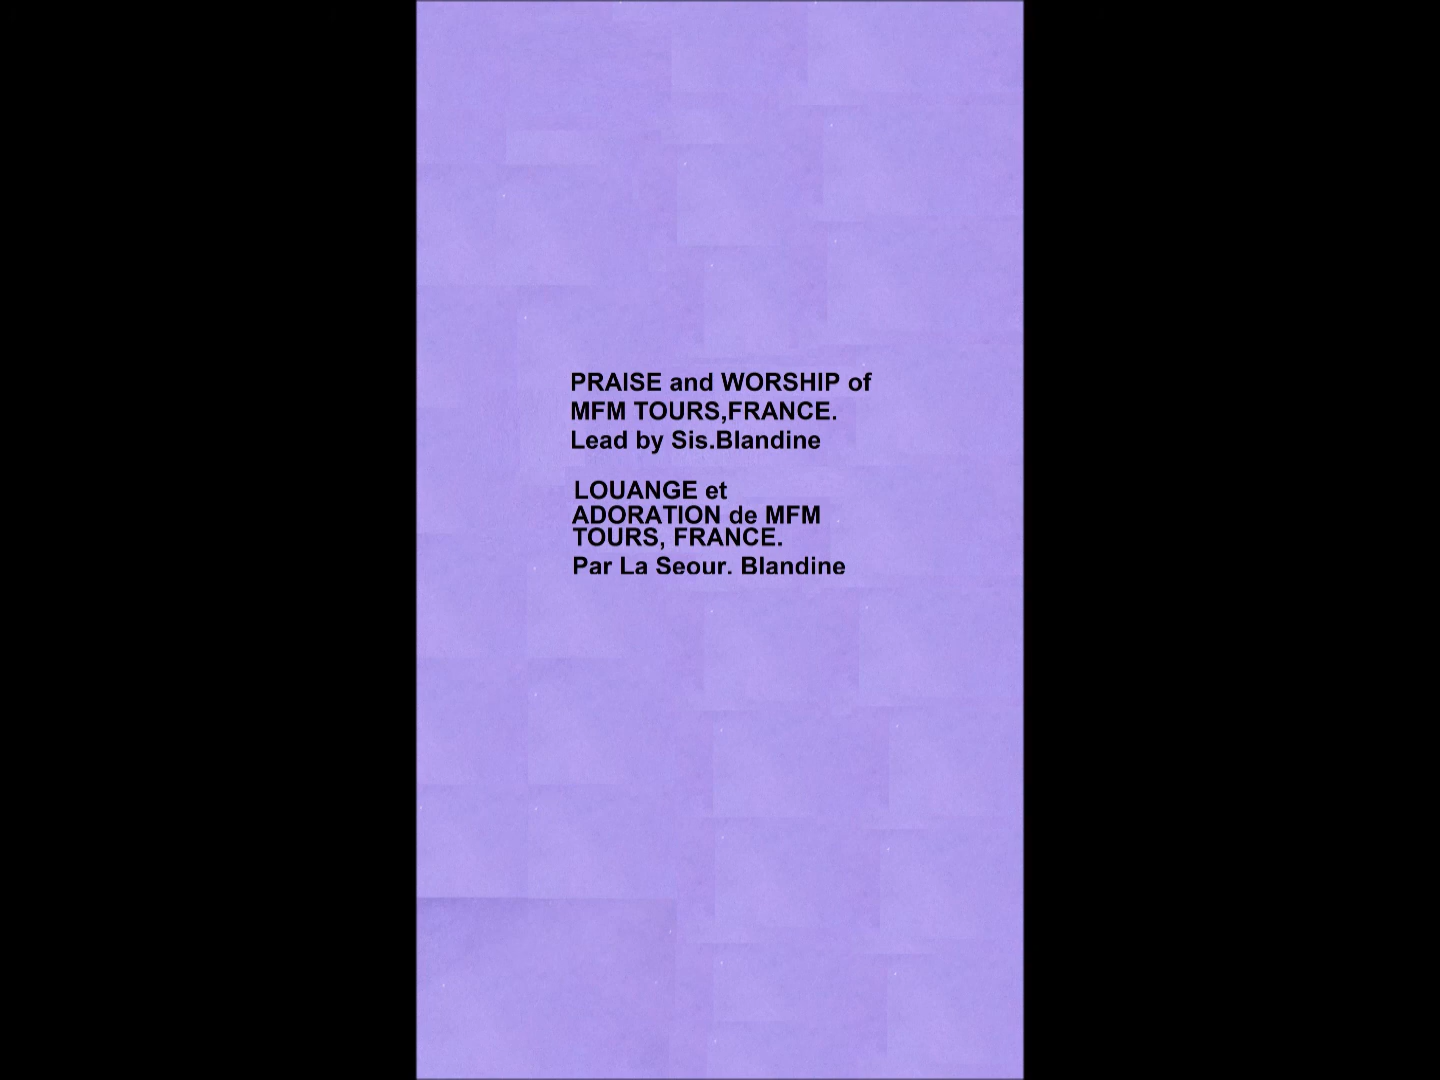 PRAISE and WORSHIP of
MFM TOURS,FRANCE.
Lead by Sis.Blandine
LOUANGE et
ADORATION de MFM
TOURS, FRANCE.
Par La Seour. Blandine